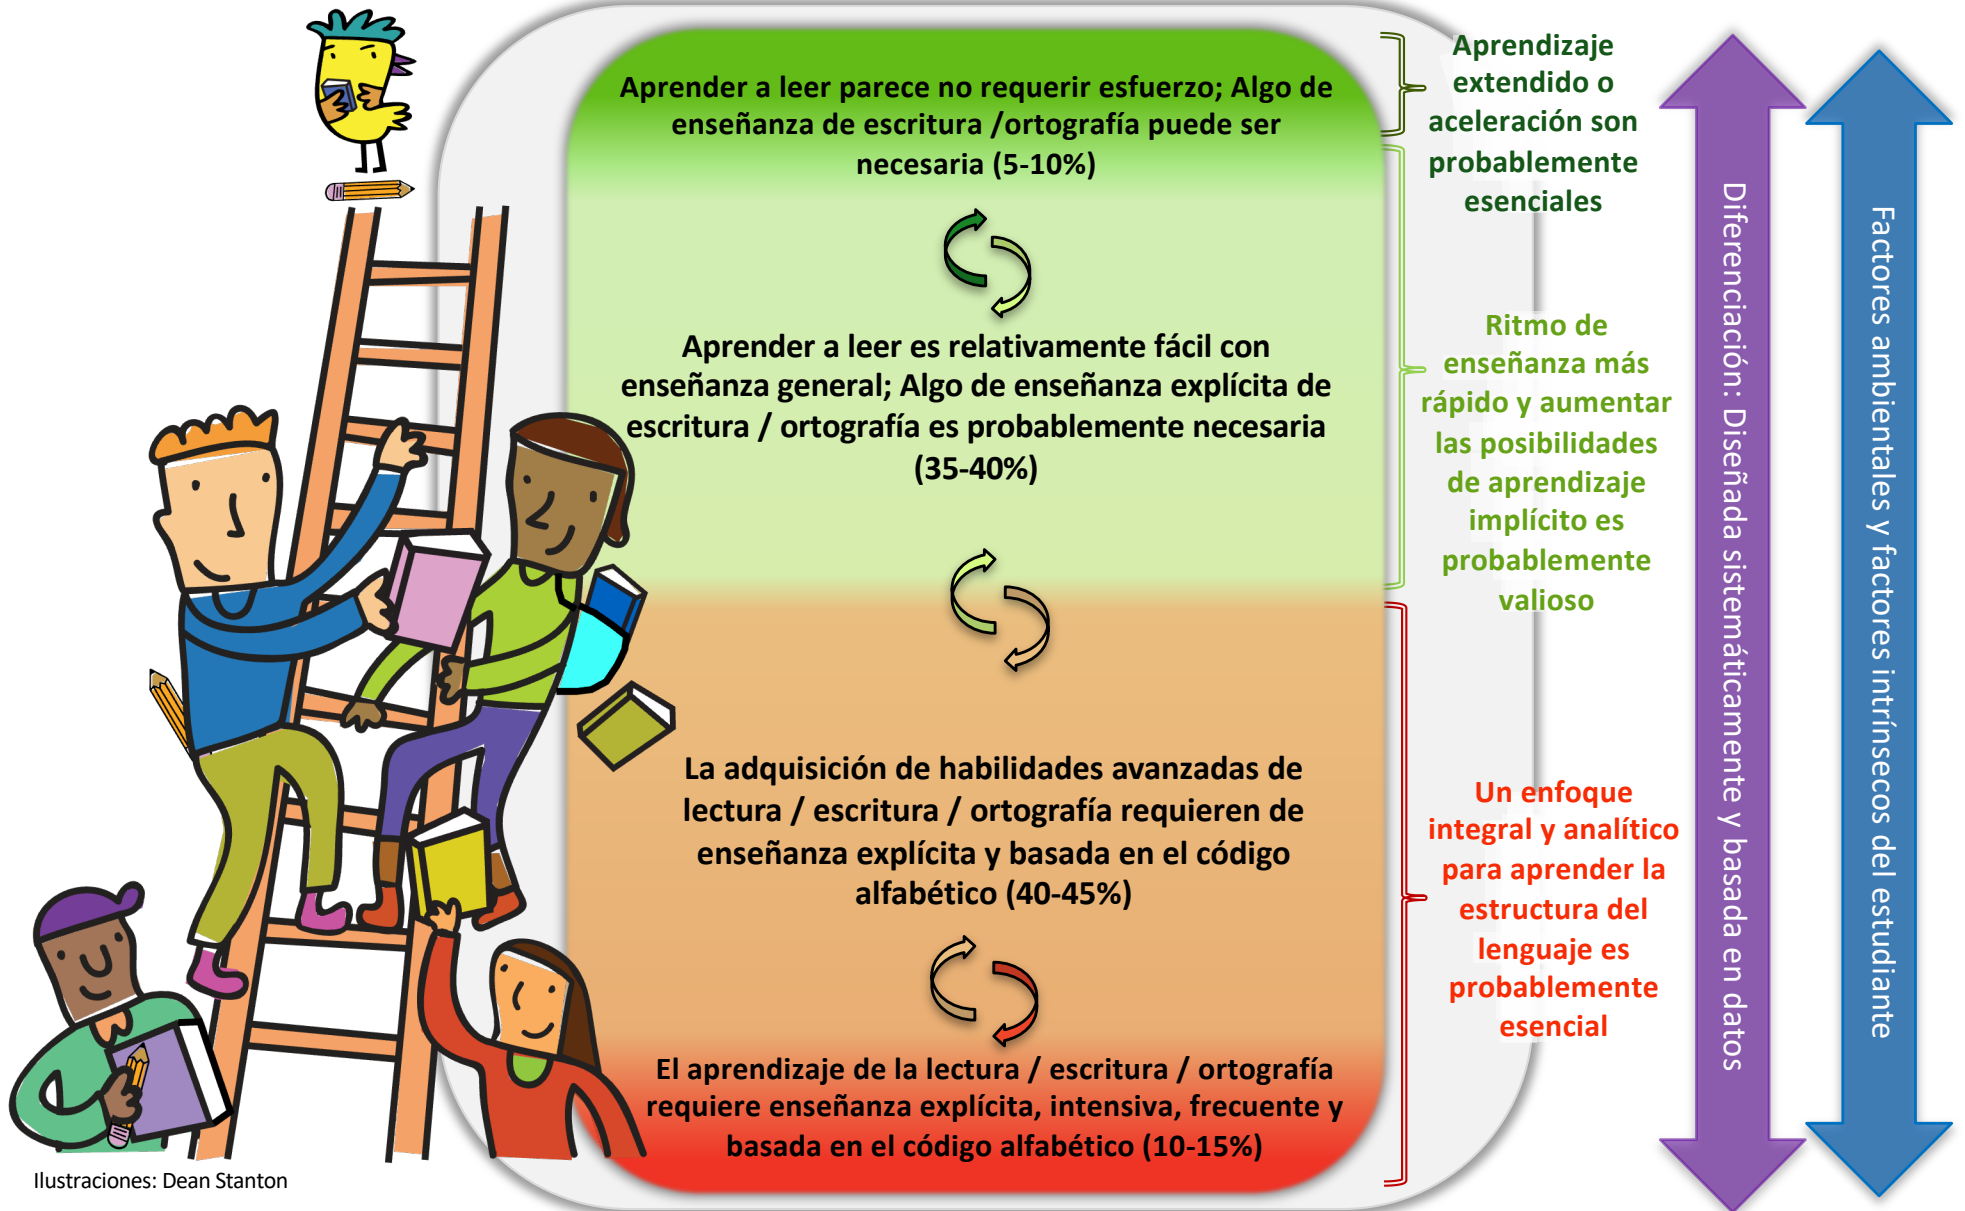 Aprender a leer parece no requerir esfuerzo; Algo de
enseñanza de escritura /ortografía puede ser
necesaria (5-10%)
Aprender a leer es relativamente fácil con
enseñanza general; Algo de enseñanza explícita de
escritura / ortografía es probablemente necesaria
(35-40%)
La adquisición de habilidades avanzadas de
lectura / escritura / ortografía requieren de
enseñanza explícita y basada en el código
alfabético (40-45%)
El aprendizaje de la lectura / escritura / ortografía
requiere enseñanza explícita, intensiva, frecuente y
basada en el código alfabético (10-15%)
Aprendizaje
extendido o
aceleración son
probablemente
esenciales
Ritmo de
enseñanza más
rápido y aumentar
las posibilidades
de aprendizaje
implícito es
probablemente
valioso
Un enfoque
integral y analítico
para aprender la
estructura del
lenguaje es
probablemente
esencial
Diferenciación: Diseñada sistemáticamente y basada en datos
Factores ambientales y factores intrínsecos del estudiante
Ilustraciones: Dean Stanton